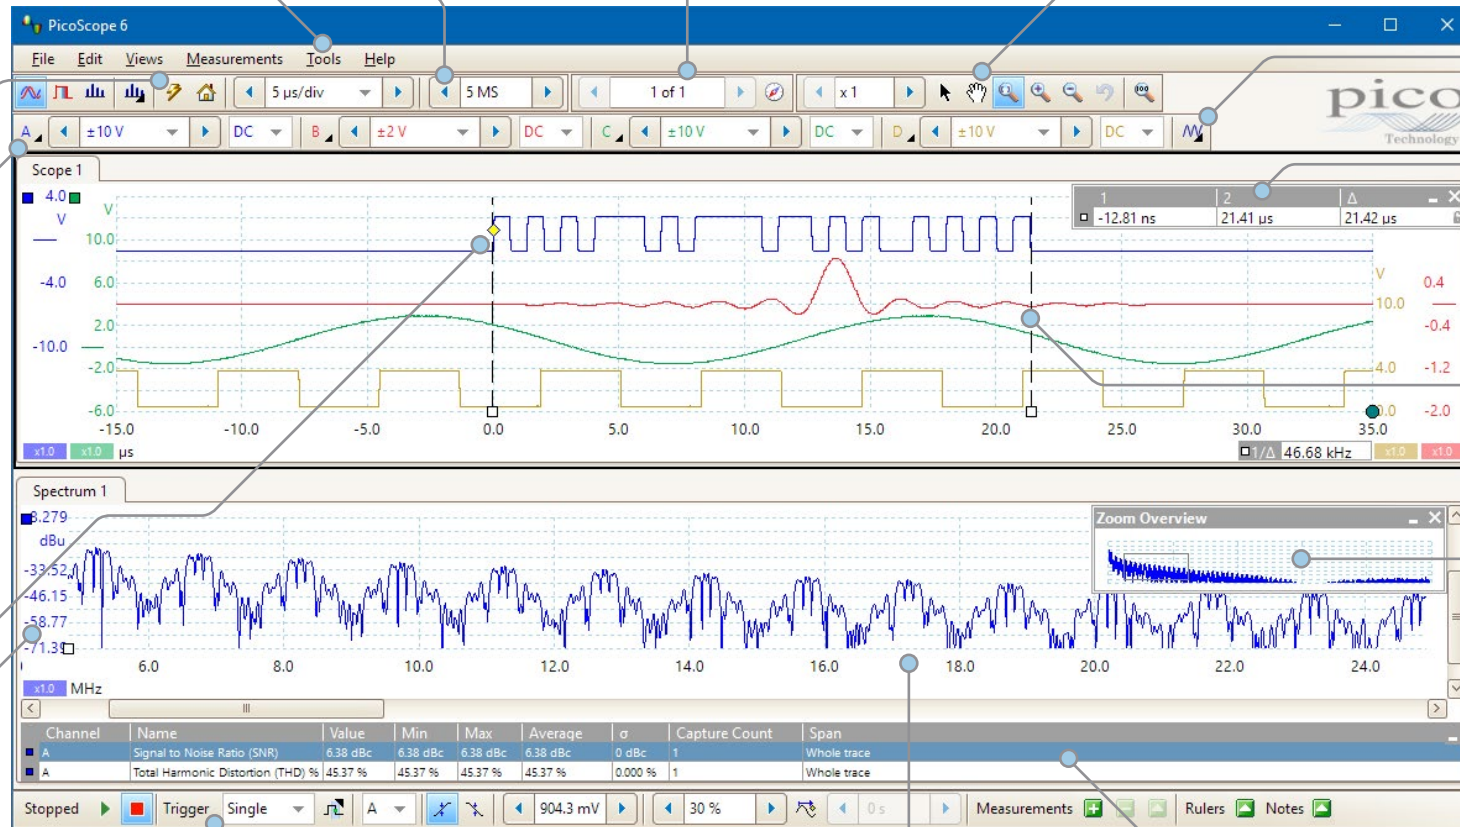 PicoScope 6
File Edit Views Measurements Tools Help
5 µs/div 5 MS 1 of 1 x 1 100
A ±10 V DC B ±2 V DC C ±10 V DC D ±10 V DC
pico
Technology
Scope 1
1 2 Δ
-12.81 ns 21.41 µs 21.42 µs
4.0
V V
10.0
-4.0 6.0 V 0.4
10.0
2.0 -0.4
-10.0
-2.0 4.0 -1.2
-6.0 -2.0
-15.0 -10.0 -5.0 0.0 5.0 10.0 15.0 20.0 25.0 30.0 35.0
x1.0 x1.0 µs 1/Δ 46.68 kHz x1.0 x1.0
Spectrum 1
8.279
dBu
Zoom Overview
-33.52
-46.15
-58.77
-71.39
6.0 8.0 10.0 12.0 14.0 16.0 18.0 20.0 22.0 24.0
x1.0 MHz
Channel Name Value Min Max Average σ Capture Count Span
A Signal to Noise Ratio (SNR) 6.38 dBc 6.38 dBc 6.38 dBc 6.38 dBc 0 dBc 1 Whole trace
A Total Harmonic Distortion (THD) % 45.37 % 45.37 % 45.37 % 45.37 % 0.000 % 1 Whole trace
Stopped Trigger Single A 904.3 mV 30 % 0 s Measurements Rulers Notes